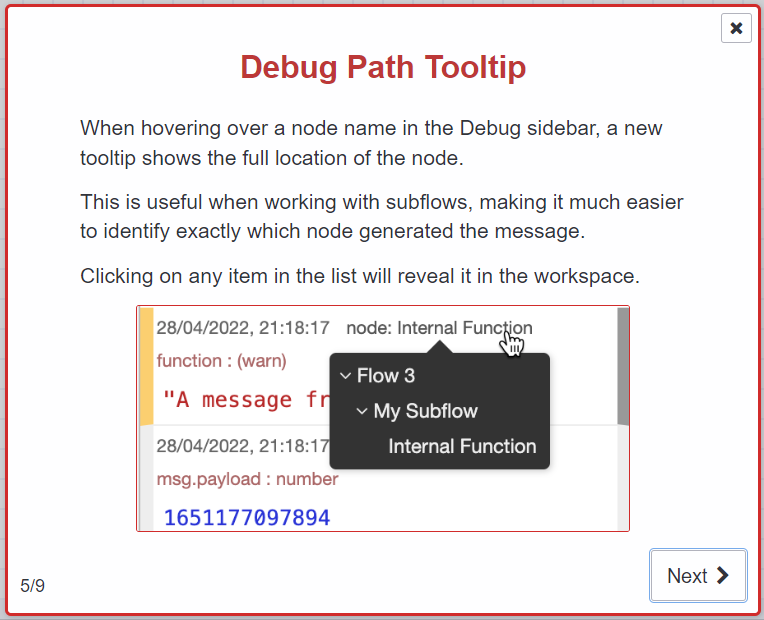 Debug Path Tooltip
When hovering over a node name in the Debug sidebar, a new
tooltip shows the full location of the node.
This is useful when working with subflows, making it much easier
to identify exactly which node generated the message.
Clicking on any item in the list will reveal it in the workspace.
28/04/2022, 21:18:17 node: Internal Function
function : (warn)
Flow 3
"A message fr
My Subflow
28/04/2022, 21:18:17
Internal Function
msg.payload : number
1651177097894
5/9
Next